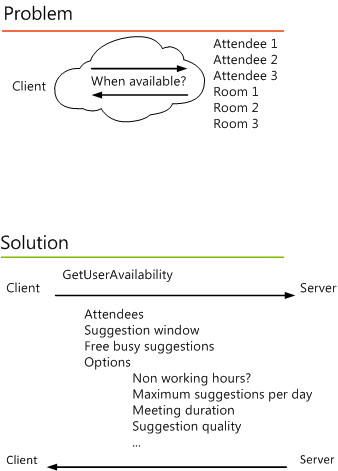 Problem
Attendee 1
Attendee 2
Attendee 3
Client
When available?
Room 1
Room 2
Room 3
Solution
GetUserAvailability
Client
Server
Attendees
Suggestion window
Free busy suggestions
Options
Non working hours?
Maximum suggestions per day
Meeting duration
Suggestion quality
...
Client
Server